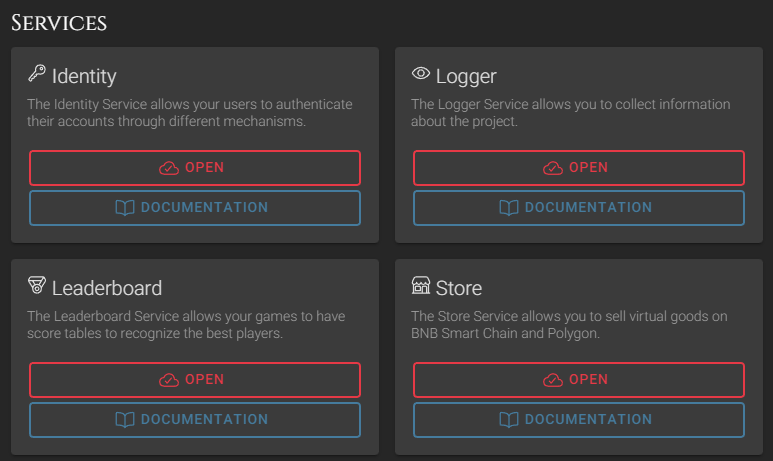 Services
Identity
The Identity Service allows your users to authenticate
their accounts through different mechanisms.
OPEN
DOCUMENTATION
Logger
The Logger Service allows you to collect information
about the project.
OPEN
DOCUMENTATION
Leaderboard
The Leaderboard Service allows your games to have
score tables to recognize the best players.
OPEN
DOCUMENTATION
Store
The Store Service allows you to sell virtual goods on
BNB Smart Chain and Polygon.
OPEN
DOCUMENTATION